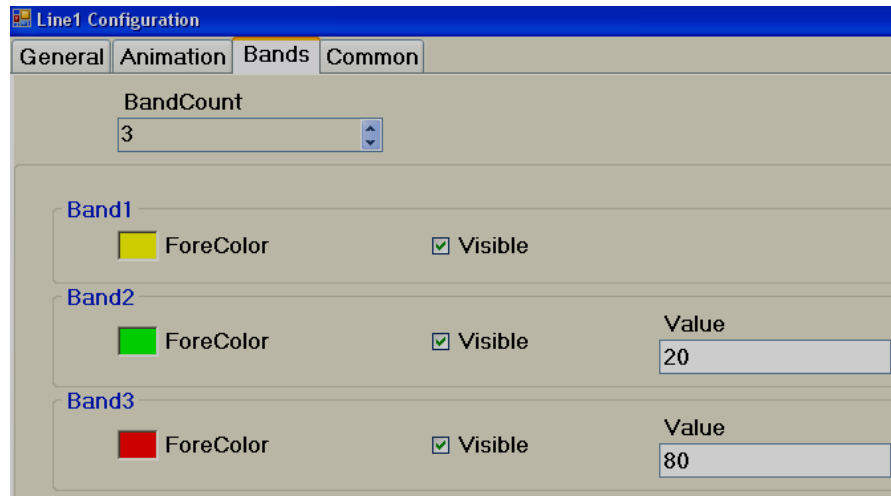 Line1 Configuration
General Animation Bands Common
BandCount
3
Band1
ForeColor Visible
Band2
ForeColor Visible Value
20
Band3
ForeColor Visible Value
80